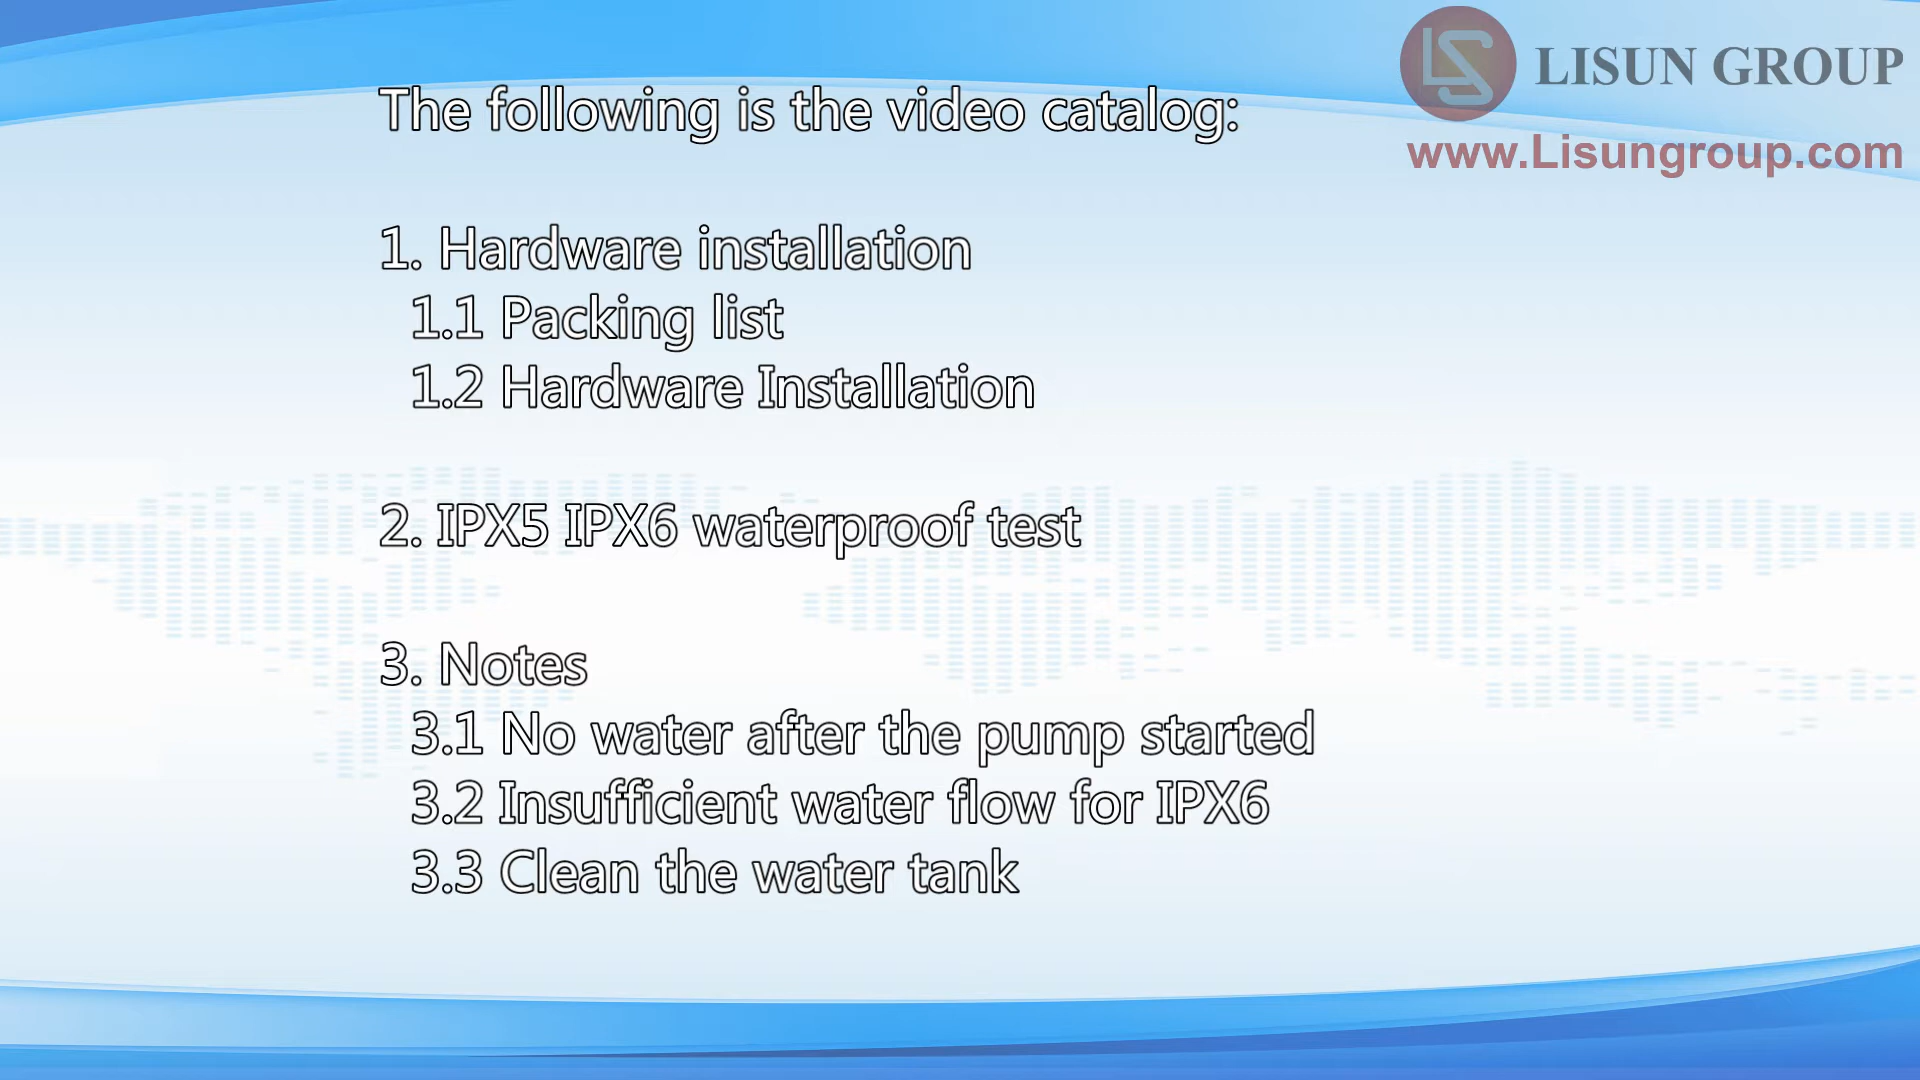 LS LISUN GROUP
www.Lisungroup.com
The following is the video catalog:
1. Hardware installation
1.1 Packing list
1.2 Hardware Installation
2. IPX5 IPX6 waterproof test
3. Notes
3.1 No water after the pump started
3.2 Insufficient water flow for IPX6
3.3 Clean the water tank